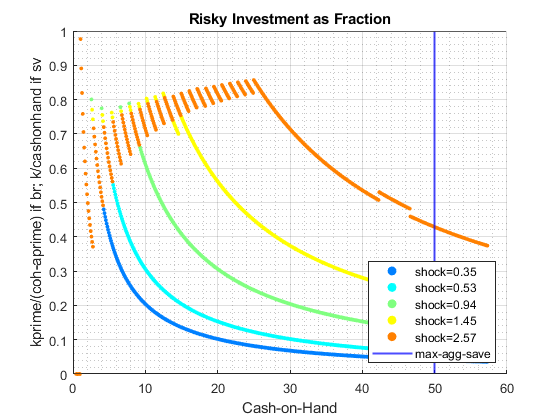 Risky Investment as Fraction
kprime/(coh-aprime) if br; k/cashonhand if sv
1
0.9
0.8
0.7
0.6
0.5
0.4
0.3
0.2
0.1
0
0 10 20 30 40 50 60
Cash-on-Hand
shock=0.35
shock=0.53
shock=0.94
shock=1.45
shock=2.57
max-agg-save